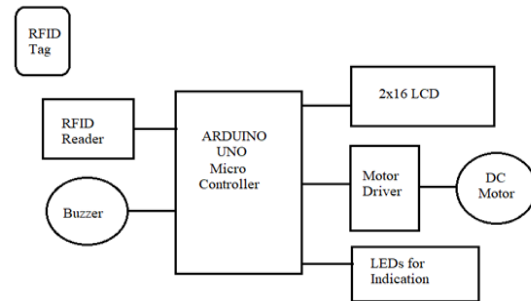 RFID
Tag
RFID
Reader
Buzzer
ARDUINO
UNO
Micro
Controller
2x16 LCD
Motor
Driver
DC
Motor
LEDs for
Indication